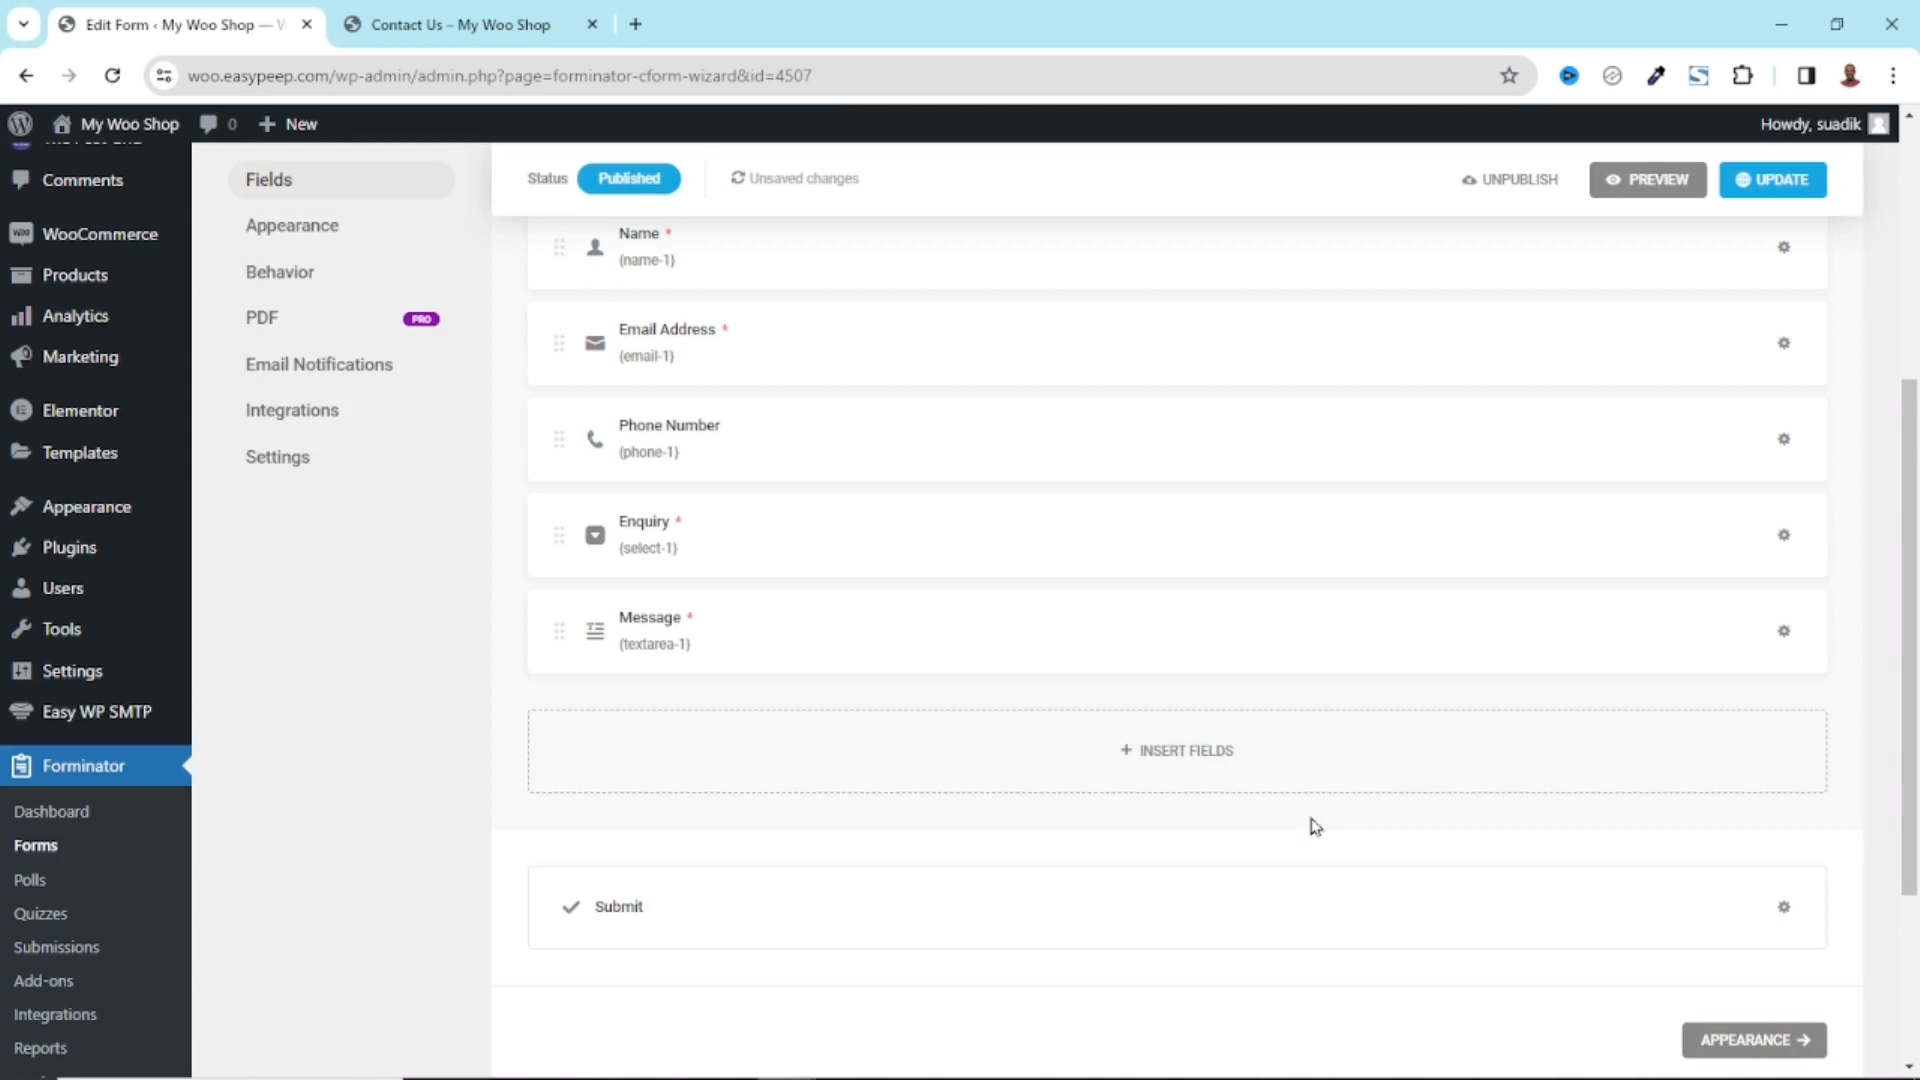 Edit Form ‹ My Woo Shop —
Contact Us – My Woo Shop
woo.easypeep.com/wp-admin/admin.php?page=forminator-cform-wizard&id=4507
My Woo Shop
0
New
Howdy, suadik
Comments
WooCommerce
Products
Analytics
Marketing
Elementor
Templates
Appearance
Plugins
Users
Tools
Settings
Easy WP SMTP
Forminator
Dashboard
Forms
Polls
Quizzes
Submissions
Add-ons
Integrations
Reports
Fields
Appearance
Behavior
PDF PRO
Email Notifications
Integrations
Settings
Status Published Unsaved changes UNPUBLISH PREVIEW UPDATE
Name *
{name-1}
Email Address *
{email-1}
Phone Number
{phone-1}
Enquiry *
{select-1}
Message *
{textarea-1}
+ INSERT FIELDS
Submit
APPEARANCE →